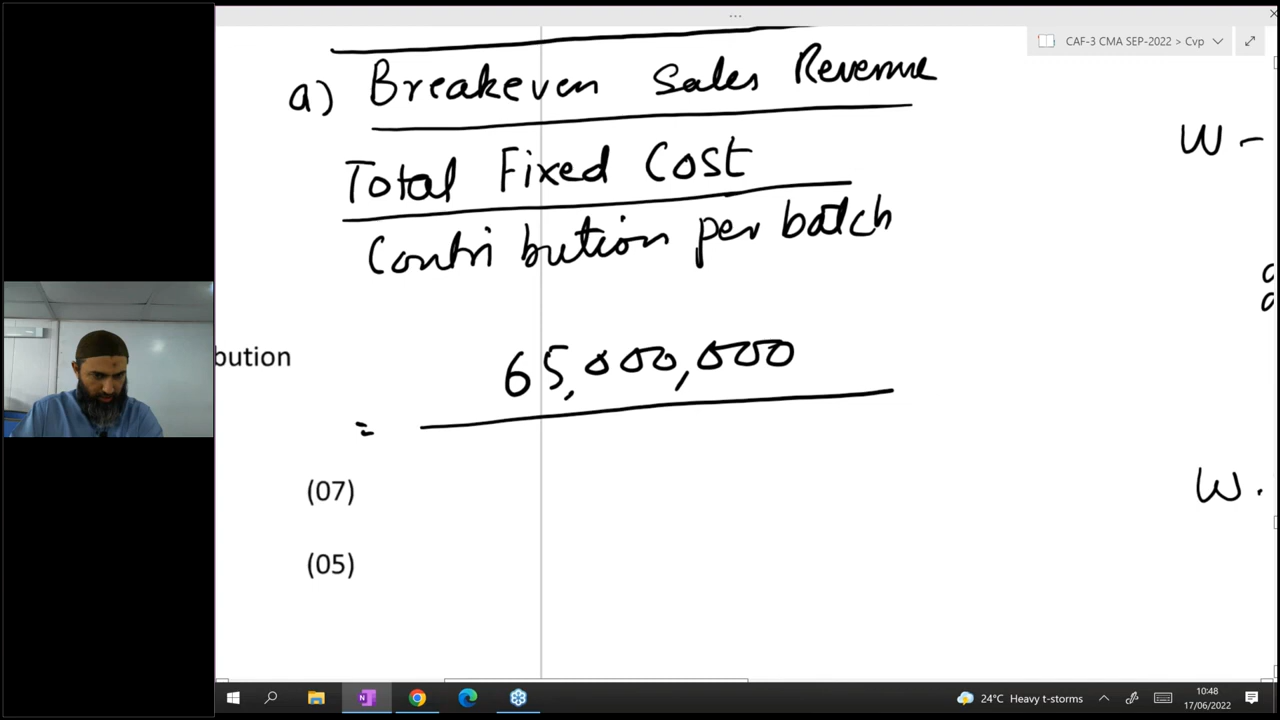 ...
CAF-3 CMA SEP-2022 > Cvp
a) Breakeven Sales Revenue
W -
Total Fixed Cost
Contribution per batch
bution
65,000,000
=
(07)
W.
(05)
24°C Heavy t-storms
10:48
17/06/2022